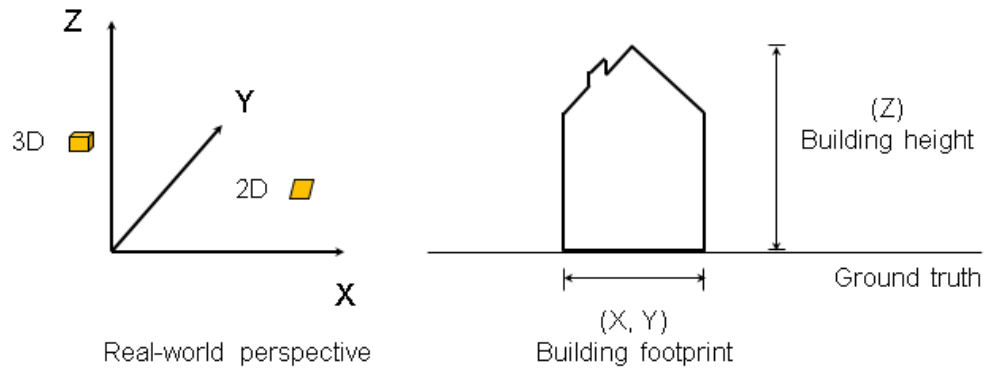 Z
Y
3D
2D
X
Real-world perspective
(Z)
Building height
Ground truth
(X, Y)
Building footprint